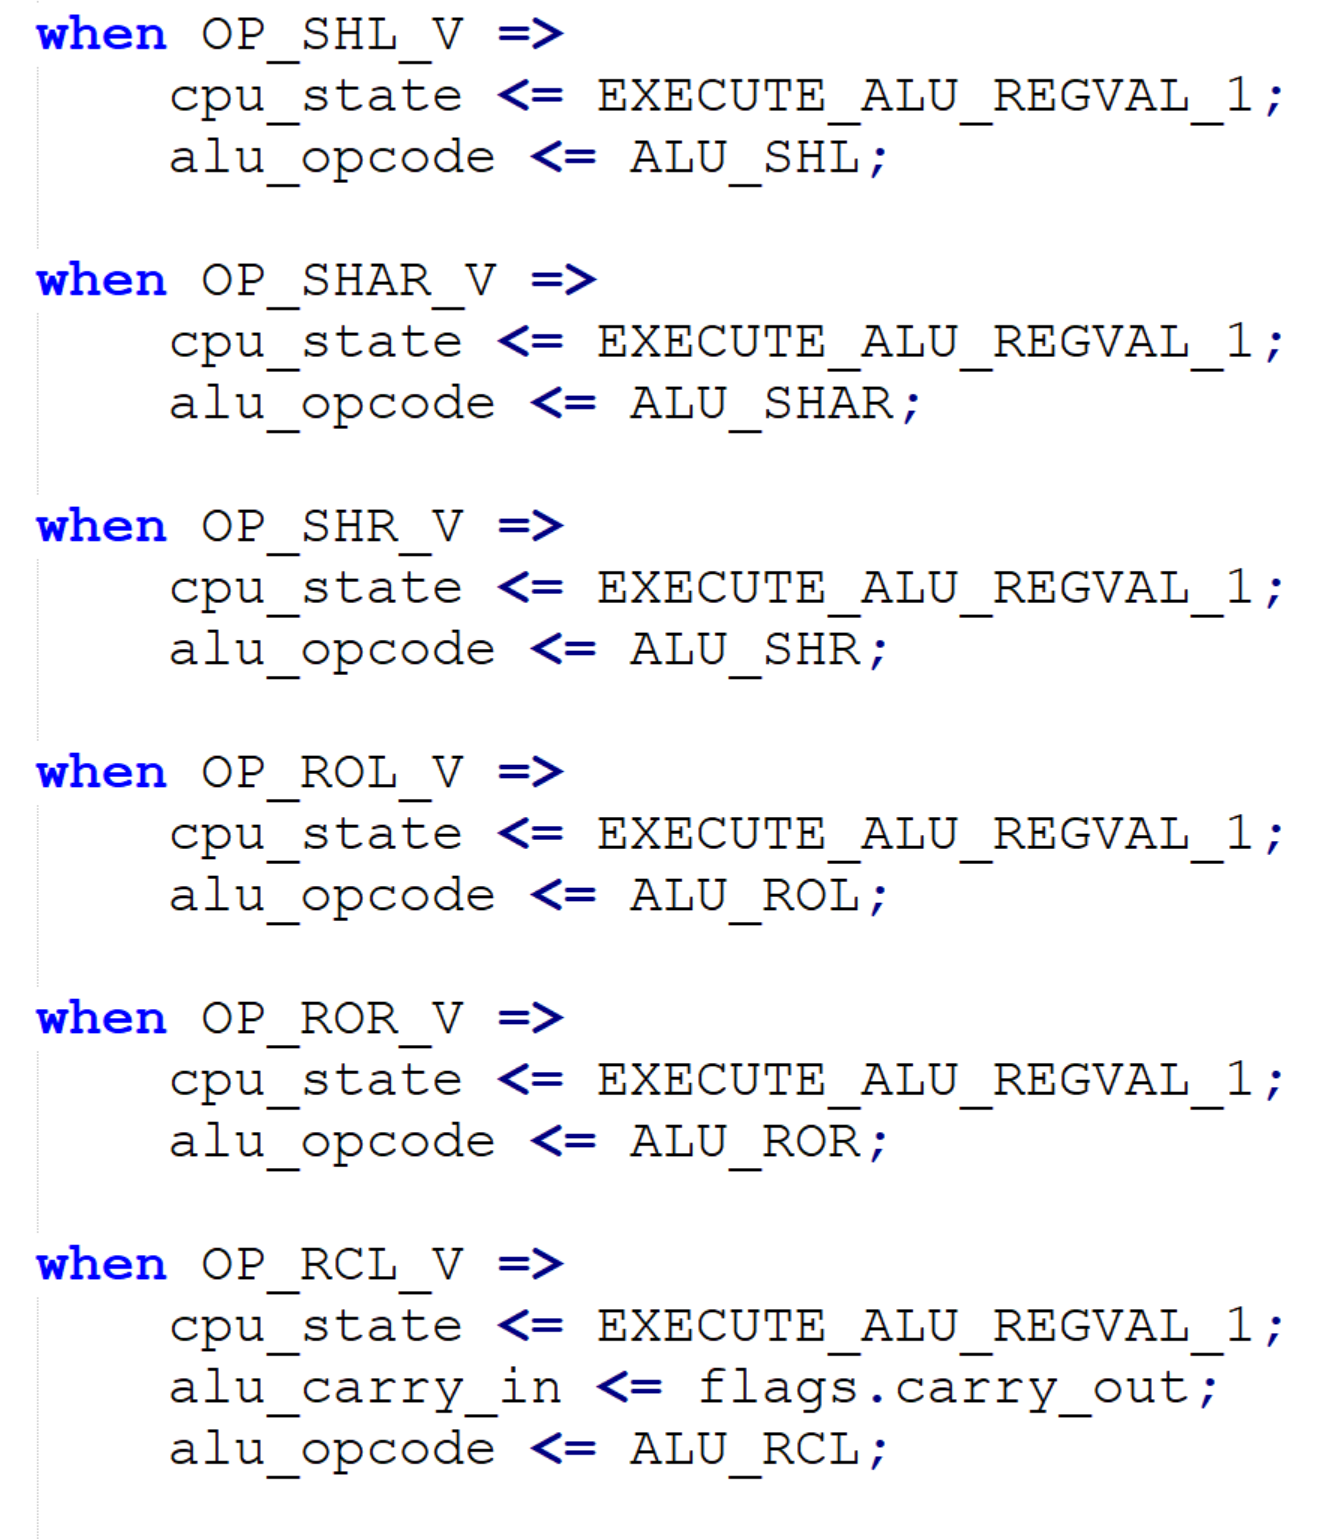 when OP_SHL_V =>
cpu_state <= EXECUTE_ALU_REGVAL_1;
alu_opcode <= ALU_SHL;
when OP_SHAR_V =>
cpu_state <= EXECUTE_ALU_REGVAL_1;
alu_opcode <= ALU_SHAR;
when OP_SHR_V =>
cpu_state <= EXECUTE_ALU_REGVAL_1;
alu_opcode <= ALU_SHR;
when OP_ROL_V =>
cpu_state <= EXECUTE_ALU_REGVAL_1;
alu_opcode <= ALU_ROL;
when OP_ROR_V =>
cpu_state <= EXECUTE_ALU_REGVAL_1;
alu_opcode <= ALU_ROR;
when OP_RCL_V =>
cpu_state <= EXECUTE_ALU_REGVAL_1;
alu_carry_in <= flags.carry_out;
alu_opcode <= ALU_RCL;